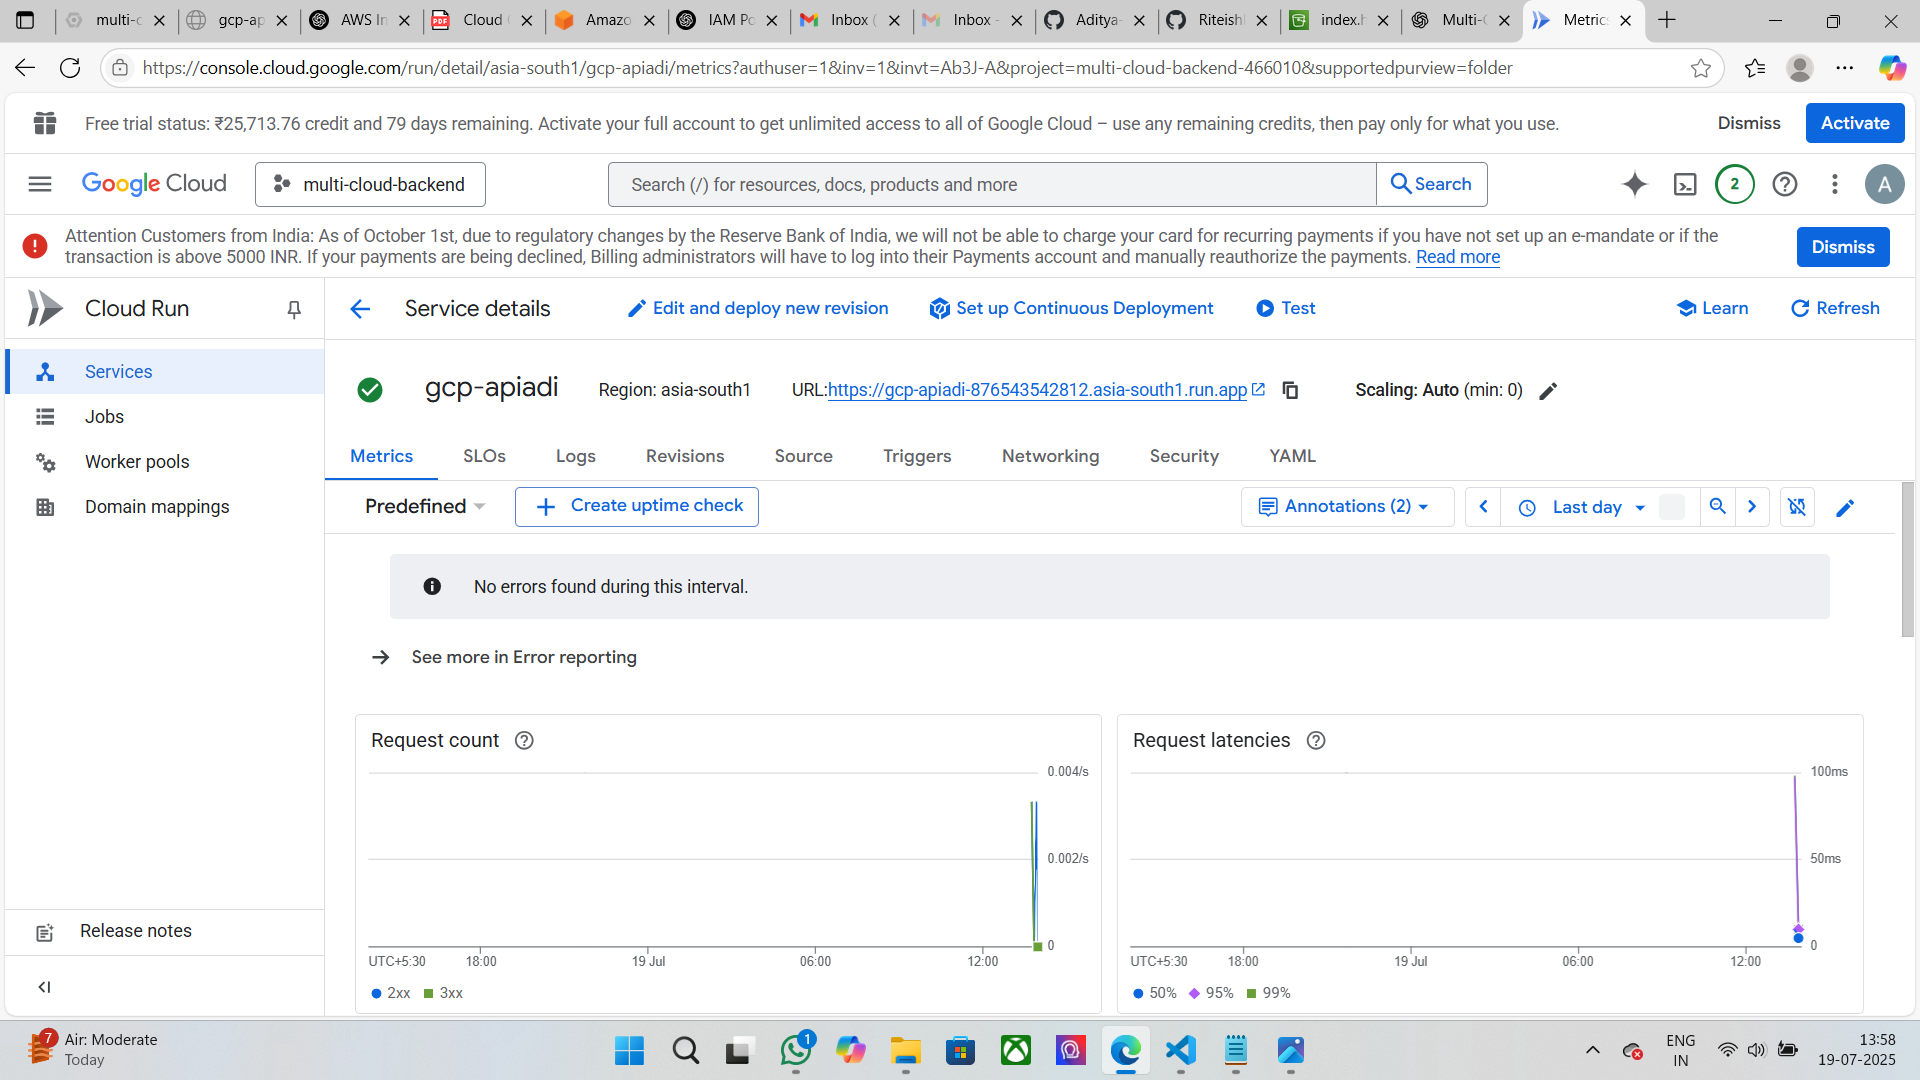 multi-c
gcp-ap
AWS In
Cloud
Amazo
IAM Po
Inbox (
Inbox -
Aditya-
Riteish
index.h
Multi-
Metric
https://console.cloud.google.com/run/detail/asia-south1/gcp-apiadi/metrics?authuser=1&inv=1&invt=Ab3J-A&project=multi-cloud-backend-466010&supportedpurview=folder
Free trial status: ₹25,713.76 credit and 79 days remaining. Activate your full account to get unlimited access to all of Google Cloud – use any remaining credits, then pay only for what you use.
Dismiss
Activate
Google Cloud
multi-cloud-backend
Search (/) for resources, docs, products and more
Search
2
A
Attention Customers from India: As of October 1st, due to regulatory changes by the Reserve Bank of India, we will not be able to charge your card for recurring payments if you have not set up an e-mandate or if the
transaction is above 5000 INR. If your payments are being declined, Billing administrators will have to log into their Payments account and manually reauthorize the payments. Read more
Dismiss
Cloud Run
Service details
Edit and deploy new revision
Set up Continuous Deployment
Test
Learn
Refresh
Services
Jobs
Worker pools
Domain mappings
Release notes
gcp-apiadi
Region: asia-south1
URL:https://gcp-apiadi-876543542812.asia-south1.run.app
Scaling: Auto (min: 0)
Metrics
SLOs
Logs
Revisions
Source
Triggers
Networking
Security
YAML
Predefined
Create uptime check
Annotations (2)
Last day
No errors found during this interval.
See more in Error reporting
Request count
0.004/s
0.002/s
0
UTC+5:30
18:00
19 Jul
06:00
12:00
2xx
3xx
Request latencies
100ms
50ms
0
UTC+5:30
18:00
19 Jul
06:00
12:00
50%
95%
99%
7
Air: Moderate
Today
1
ENG
IN
13:58
19-07-2025